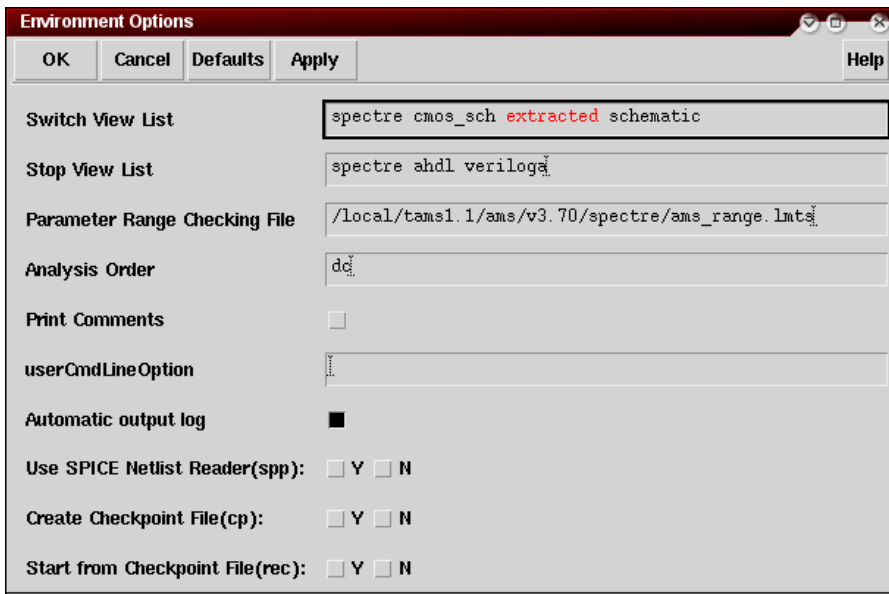 Environment Options
OK Cancel Defaults Apply Help
Switch View List spectre cmos_sch extracted schematic
Stop View List spectre ahdl veriloga
Parameter Range Checking File /local/tams1.1/ams/v3.70/spectre/ams_range.lmts
Analysis Order dc
Print Comments
userCmdLineOption
Automatic output log
Use SPICE Netlist Reader(spp): Y N
Create Checkpoint File(cp): Y N
Start from Checkpoint File(rec): Y N